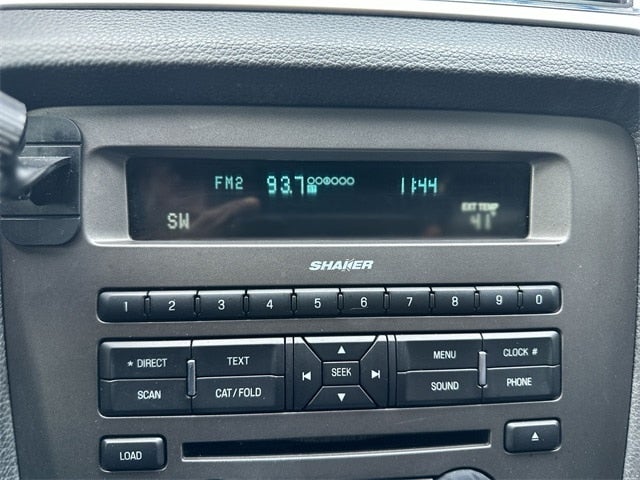 FM2 93.7 11:44
EXT TEMP
SW 41°
SHAKER
1 2 3 4 5 6 7 8 9 0
* DIRECT TEXT MENU CLOCK #
SEEK
SCAN CAT/FOLD SOUND PHONE
LOAD